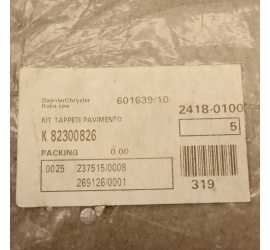 DaimlerChrysler
Italia spa
601639/10
2418-0100
KIT TAPPETI PAVIMENTO
5
K 82300826
PACKING 0.00
0025 237515/0008
269126/0001
319